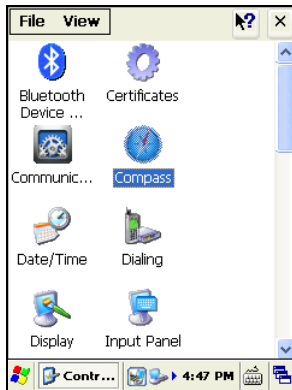 File View ?
Bluetooth
Device ...
Certificates
Communic...
Compass
Date/Time
Dialing
Display
Input Panel
Contr... 4:47 PM